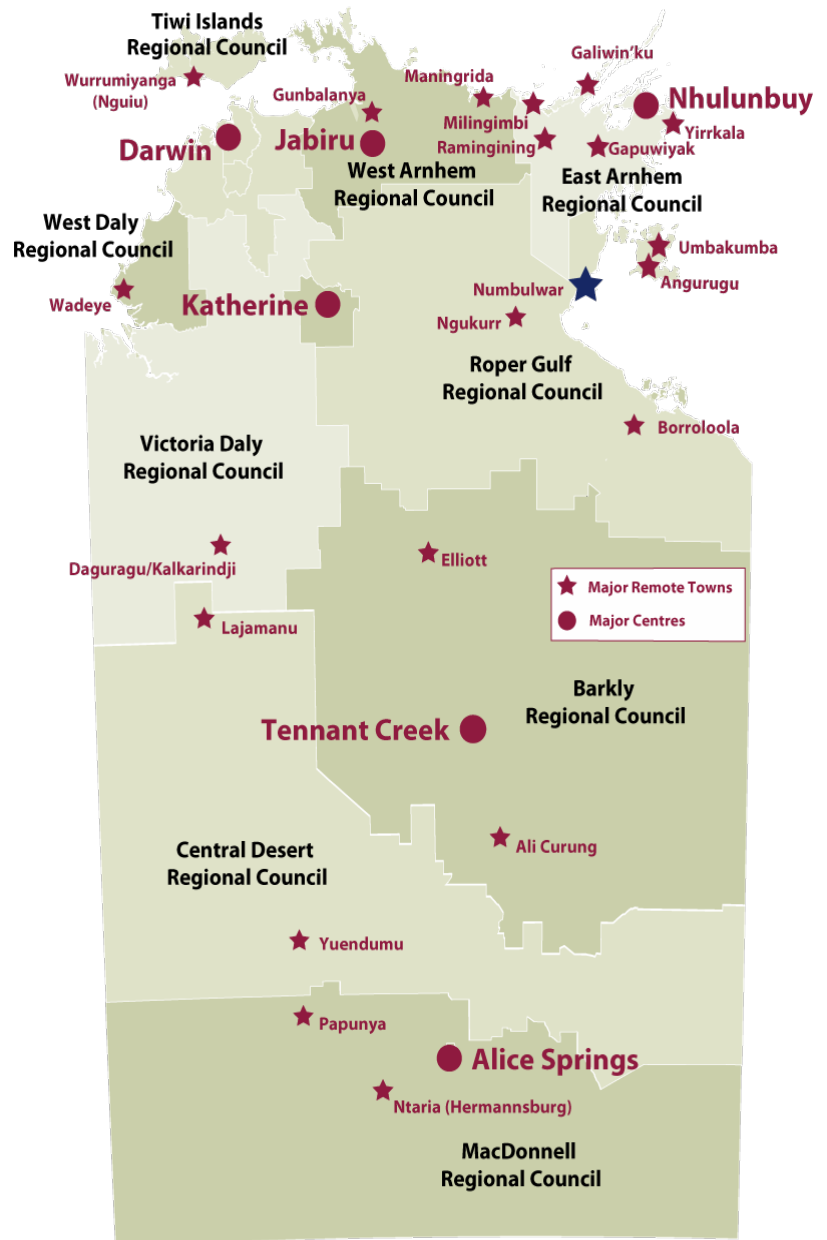 Tiwi Islands
Regional Council
Wurrumiyanga
(Nguiu)
Galiwin’ku
Maningrida
Gunbalanya
Nhulunbuy
Milingimbi
Yirrkala
Darwin
Jabiru
Ramingining
Gapuwiyak
West Arnhem
Regional Council
East Arnhem
Regional Council
West Daly
Regional Council
Umbakumba
Angurugu
Wadeye
Katherine
Numbulwar
Ngukurr
Roper Gulf
Regional Council
Borroloola
Victoria Daly
Regional Council
Daguragu/Kalkarindji
Elliott
Major Remote Towns
Major Centres
Lajamanu
Barkly
Regional Council
Tennant Creek
Ali Curung
Central Desert
Regional Council
Yuendumu
Papunya
Alice Springs
Ntaria (Hermannsburg)
MacDonnell
Regional Council